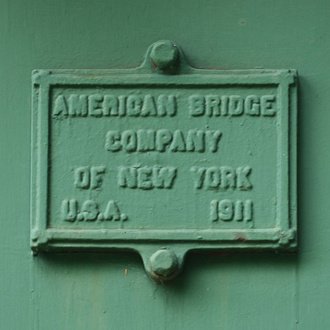 AMERICAN BRIDGE
COMPANY
OF NEW YORK
U.S.A. 1911